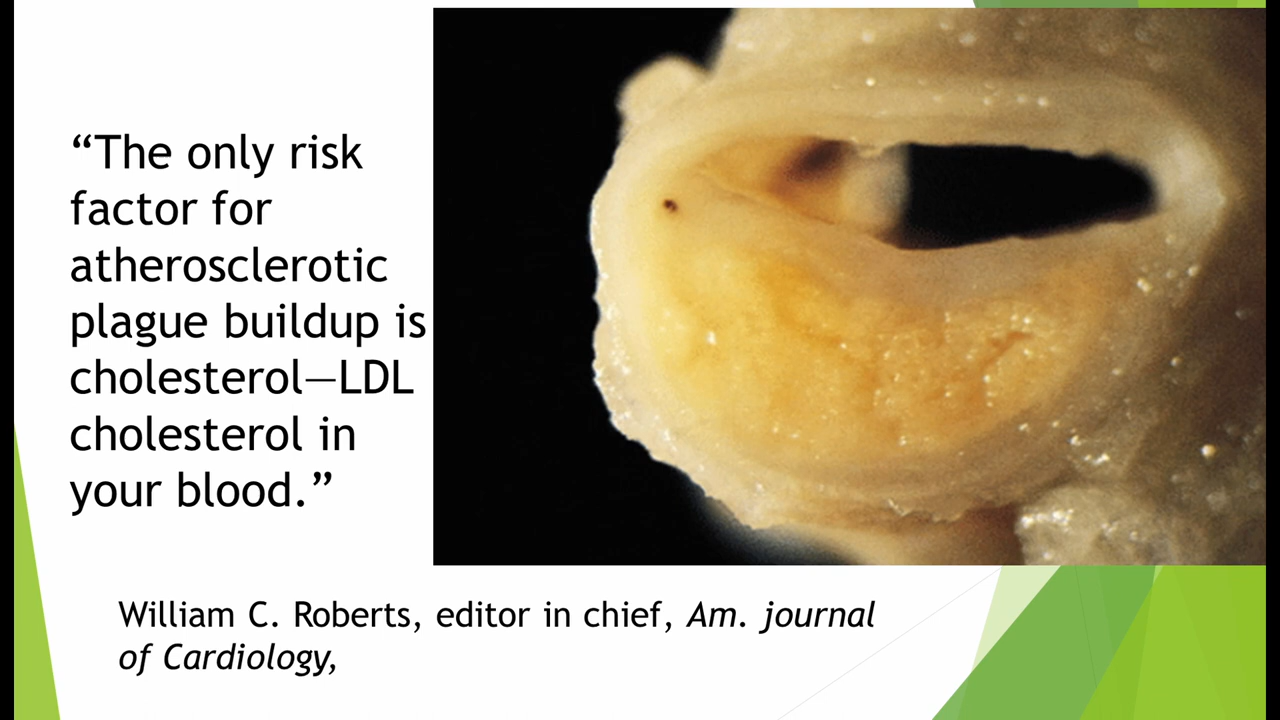 “The only risk
factor for
atherosclerotic
plague buildup is
cholesterol—LDL
cholesterol in
your blood.”
William C. Roberts, editor in chief, Am. journal
of Cardiology,